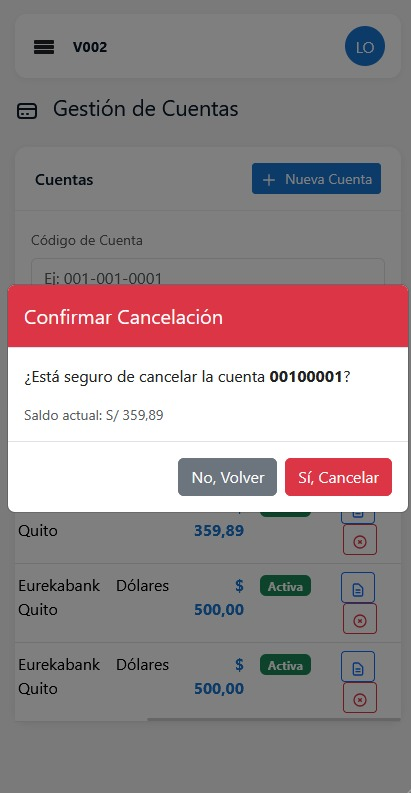 V002
LO
Gestión de Cuentas
Cuentas
Nueva Cuenta
Código de Cuenta
Ej: 001-001-0001
Confirmar Cancelación
¿Está seguro de cancelar la cuenta 00100001?
Saldo actual: S/ 359,89
No, Volver
Sí, Cancelar
Quito 359,89
Eurekabank Dólares $ Activa
Quito 500,00
Eurekabank Dólares $ Activa
Quito 500,00